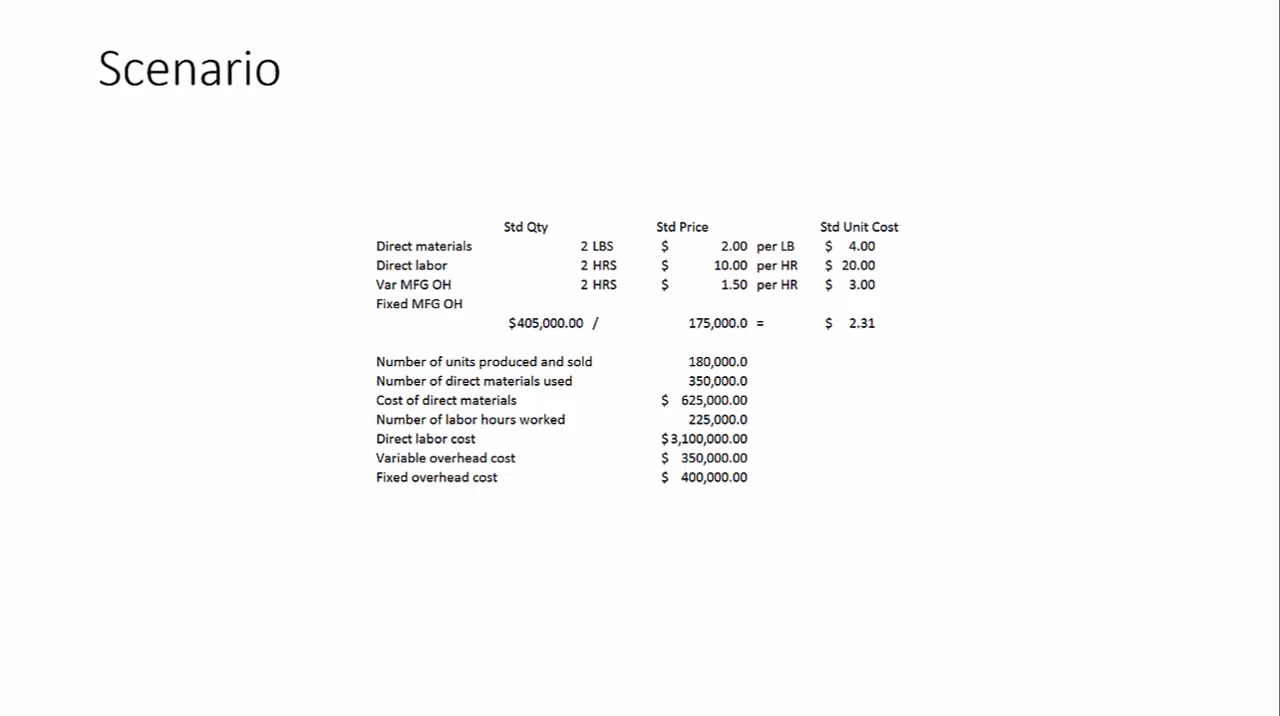 Scenario
Std Qty Std Price Std Unit Cost
Direct materials 2 LBS $ 2.00 per LB $ 4.00
Direct labor 2 HRS $ 10.00 per HR $ 20.00
Var MFG OH 2 HRS $ 1.50 per HR $ 3.00
Fixed MFG OH
$405,000.00 / 175,000.0 = $ 2.31
Number of units produced and sold 180,000.0
Number of direct materials used 350,000.0
Cost of direct materials $ 625,000.00
Number of labor hours worked 225,000.0
Direct labor cost $3,100,000.00
Variable overhead cost $ 350,000.00
Fixed overhead cost $ 400,000.00